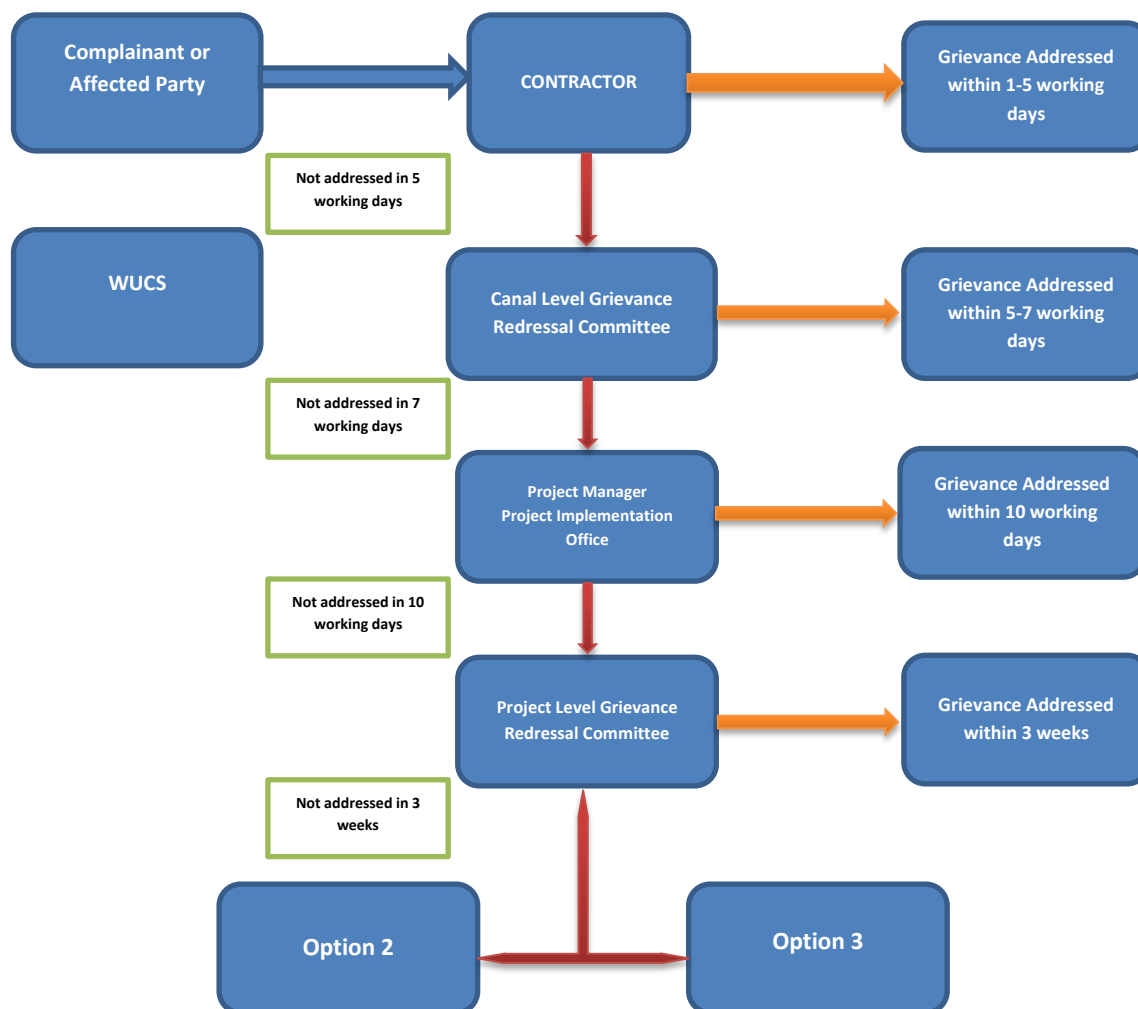 Complainant or
Affected Party
CONTRACTOR
Grievance Addressed
within 1-5 working
days
Not addressed in 5
working days
WUCS
Canal Level Grievance
Redressal Committee
Grievance Addressed
within 5-7 working
days
Not addressed in 7
working days
Project Manager
Project Implementation
Office
Grievance Addressed
within 10 working
days
Not addressed in 10
working days
Project Level Grievance
Redressal Committee
Grievance Addressed
within 3 weeks
Not addressed in 3
weeks
Option 2
Option 3